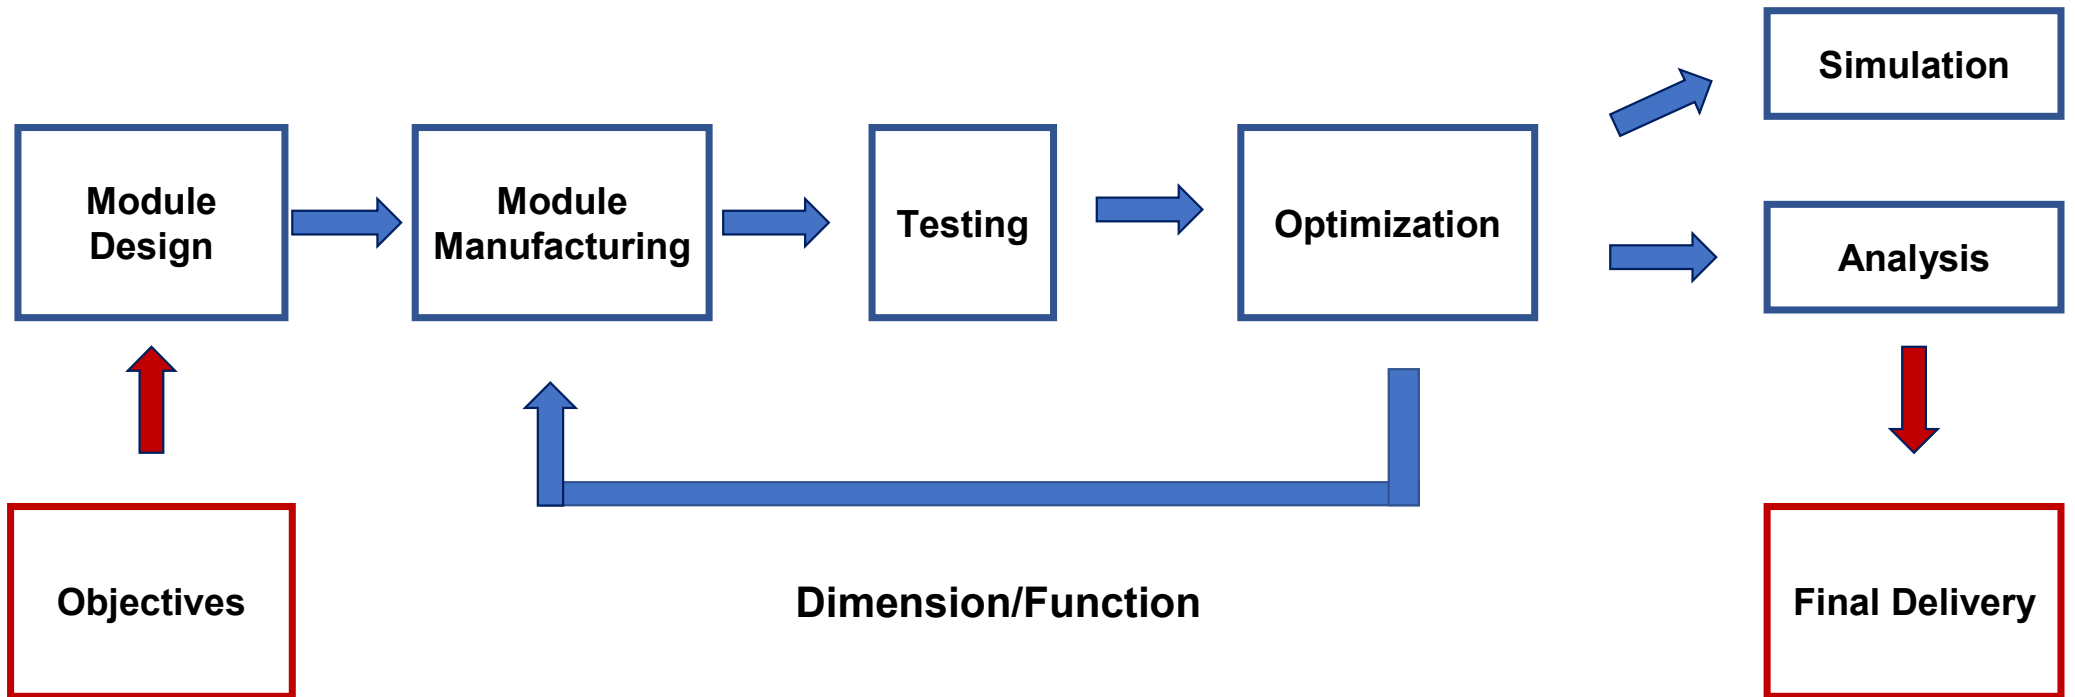 Module
Design
Module
Manufacturing
Testing
Optimization
Simulation
Analysis
Objectives
Dimension/Function
Final Delivery